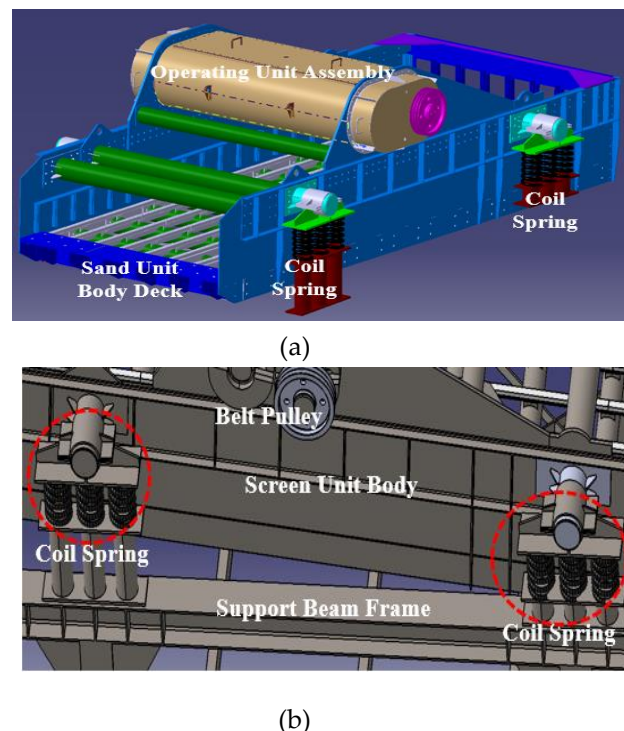 Operating Unit Assembly
Coil
Spring
Coil
Spring
Sand Unit
Body Deck
(a)
Belt Pulley
Screen Unit Body
Coil Spring
Support Beam Frame
Coil Spring
(b)